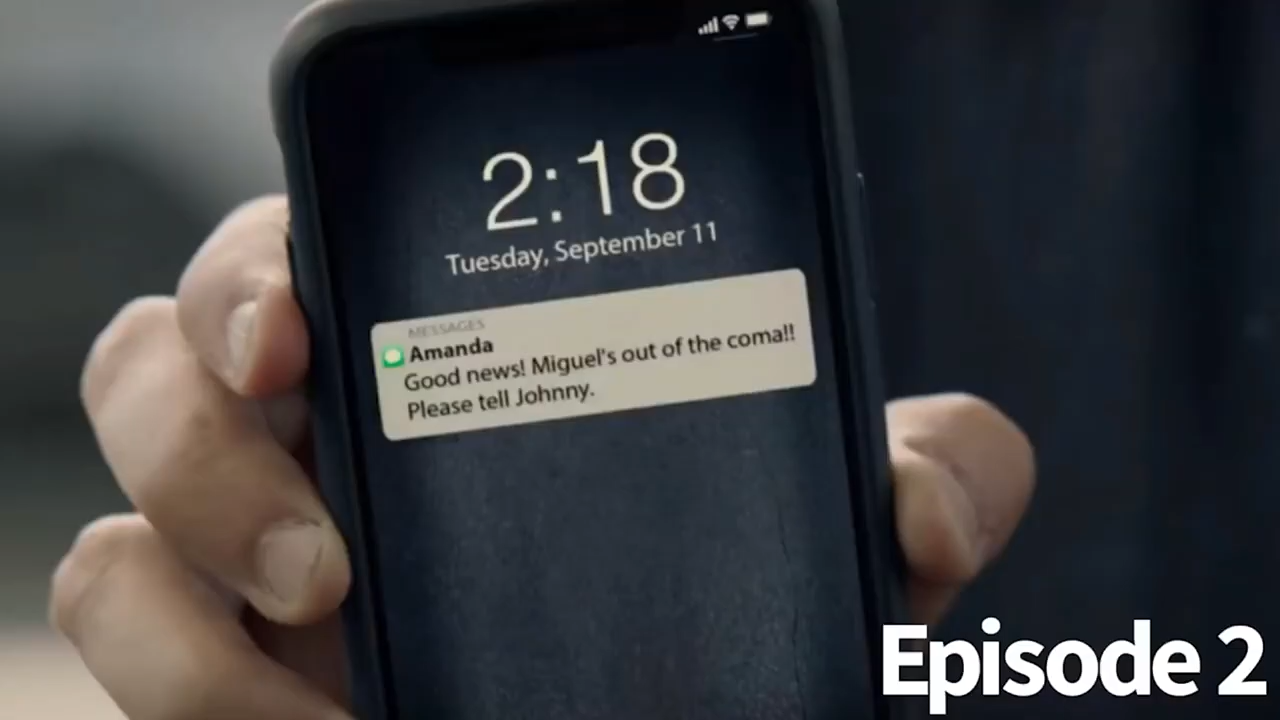 2:18
Tuesday, September 11
MESSAGES
Amanda
Good news! Miguel's out of the coma!!
Please tell Johnny.
Episode 2